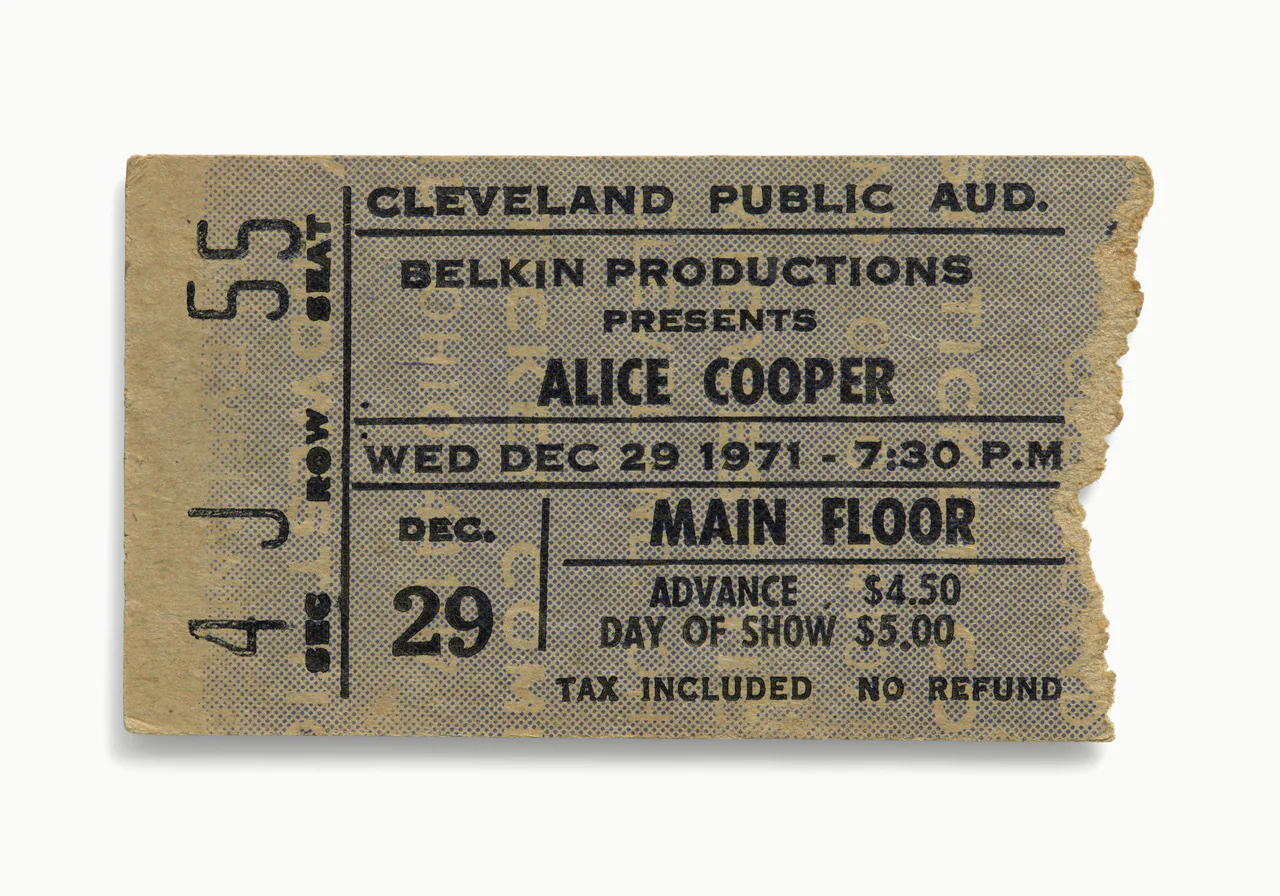 CLEVELAND PUBLIC AUD.
BELKIN PRODUCTIONS
PRESENTS
ALICE COOPER
WED DEC 29 1971 - 7:30 P.M
DEC.
29
MAIN FLOOR
ADVANCE $4.50
DAY OF SHOW $5.00
TAX INCLUDED NO REFUND
4 J 55
SEC ROW SEAT